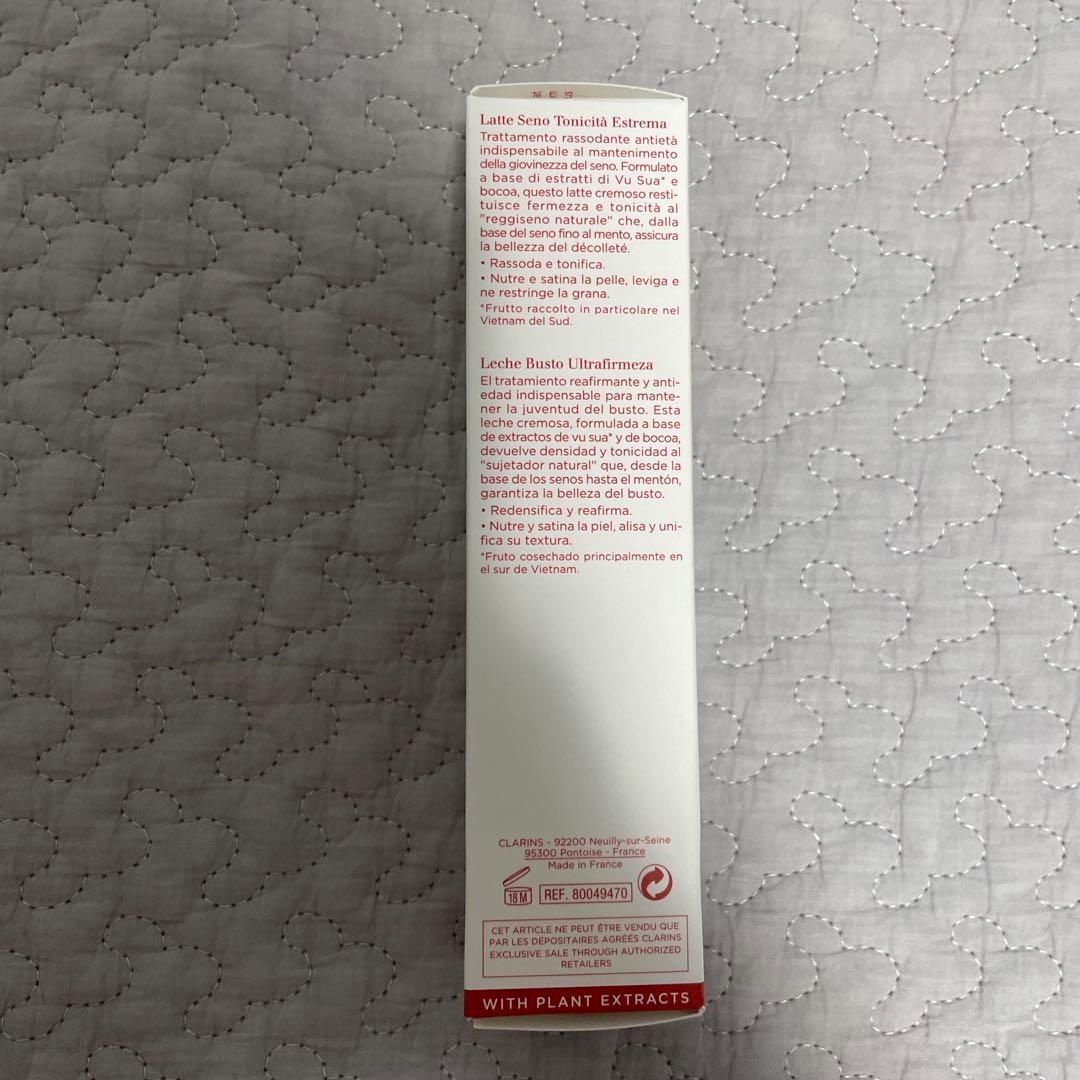 Latte Seno Tonicità Estrema
Trattamento rassodante antietà
indispensabile al mantenimento
della giovinezza del seno. Formulato
a base di estratti di Vu Sua* e
bocoa, questo latte cremoso resti-
tuisce fermezza e tonicità al
"reggiseno naturale" che, dalla
base del seno fino al mento, assicura
la bellezza del décolleté.
• Rassoda e tonifica.
• Nutre e satina la pelle, leviga e
ne restringe la grana.
*Frutto raccolto in particolare nel
Vietnam del Sud.
Leche Busto Ultrafirmeza
El tratamiento reafirmante y anti-
edad indispensable para mante-
ner la juventud del busto. Esta
leche cremosa, formulada a base
de extractos de vu sua* y de bocoa,
devuelve densidad y tonicidad al
"sujetador natural" que, desde la
base de los senos hasta el mentón,
garantiza la belleza del busto.
• Redensifica y reafirma.
• Nutre y satina la piel, alisa y uni-
fica su textura.
*Fruto cosechado principalmente en
el sur de Vietnam.
CLARINS - 92200 Neuilly-sur-Seine
95300 Pontoise - France
Made in France
18 M REF. 80049470
CET ARTICLE NE PEUT ÊTRE VENDU QUE
PAR LES DÉPOSITAIRES AGRÉÉS CLARINS
EXCLUSIVE SALE THROUGH AUTHORIZED
RETAILERS
WITH PLANT EXTRACTS